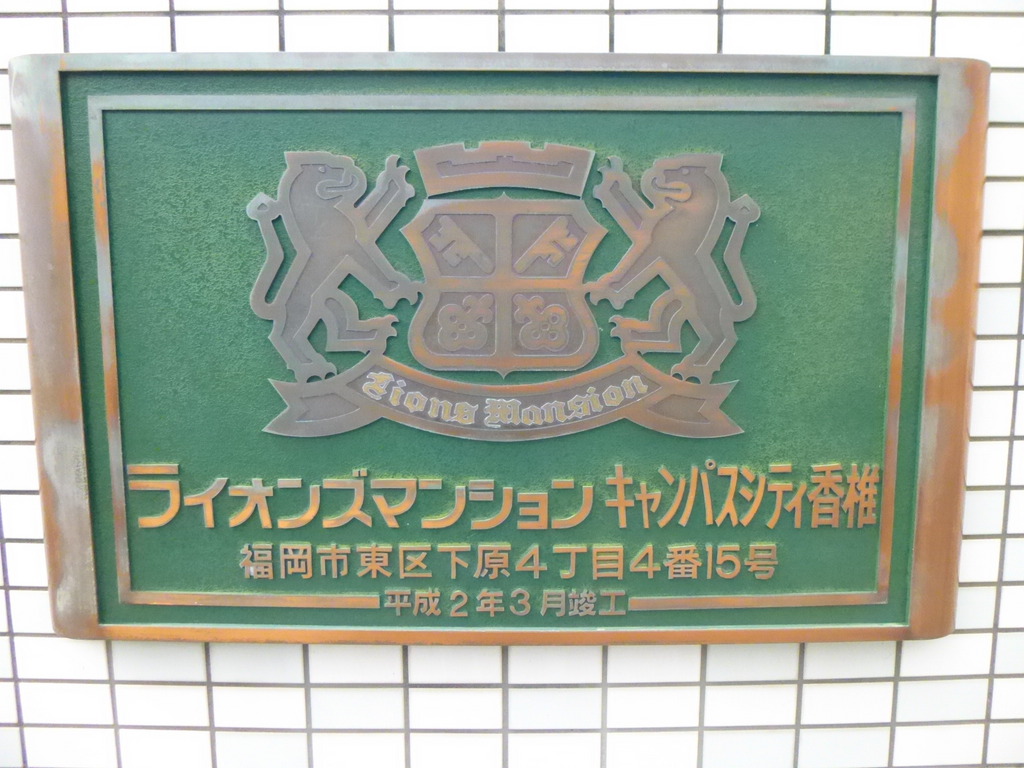 Lions Mansion
ライオンズマンションキャンパスシティ香椎
福岡市東区下原4丁目4番15号
平成2年3月竣工